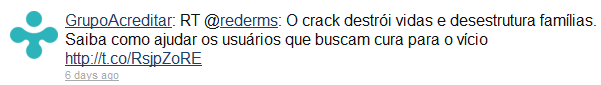 GrupoAcreditar: RT @rederms: O crack destrói vidas e desestrutura famílias.
Saiba como ajudar os usuários que buscam cura para o vício
http://t.co/RsjpZoRE
6 days ago